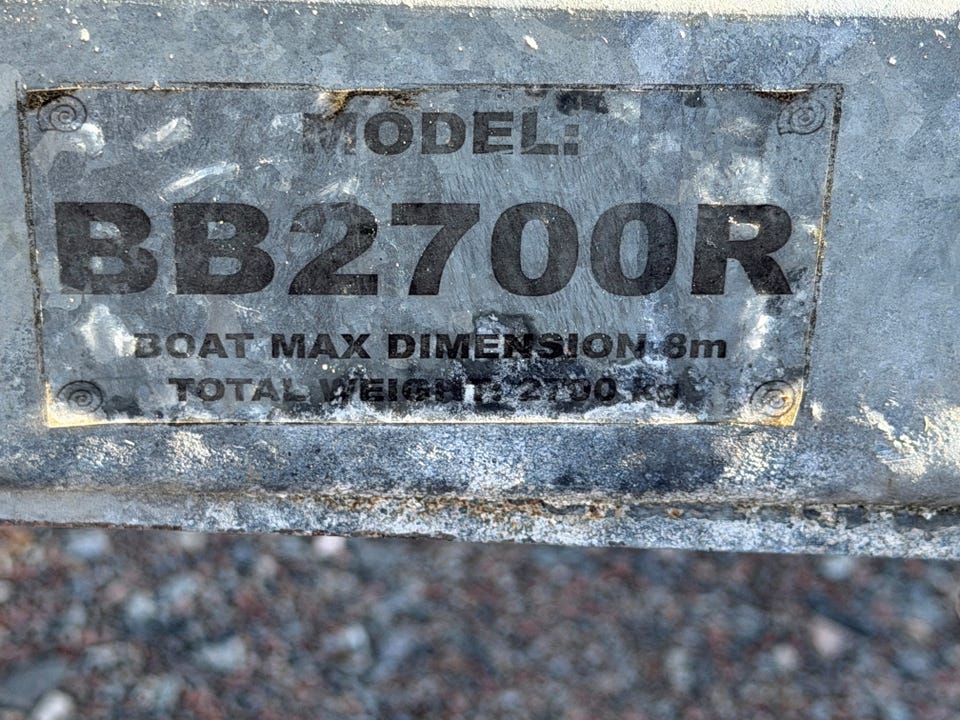 MODEL:
BB2700R
BOAT MAX DIMENSION 8m
TOTAL WEIGHT: 2700 kg